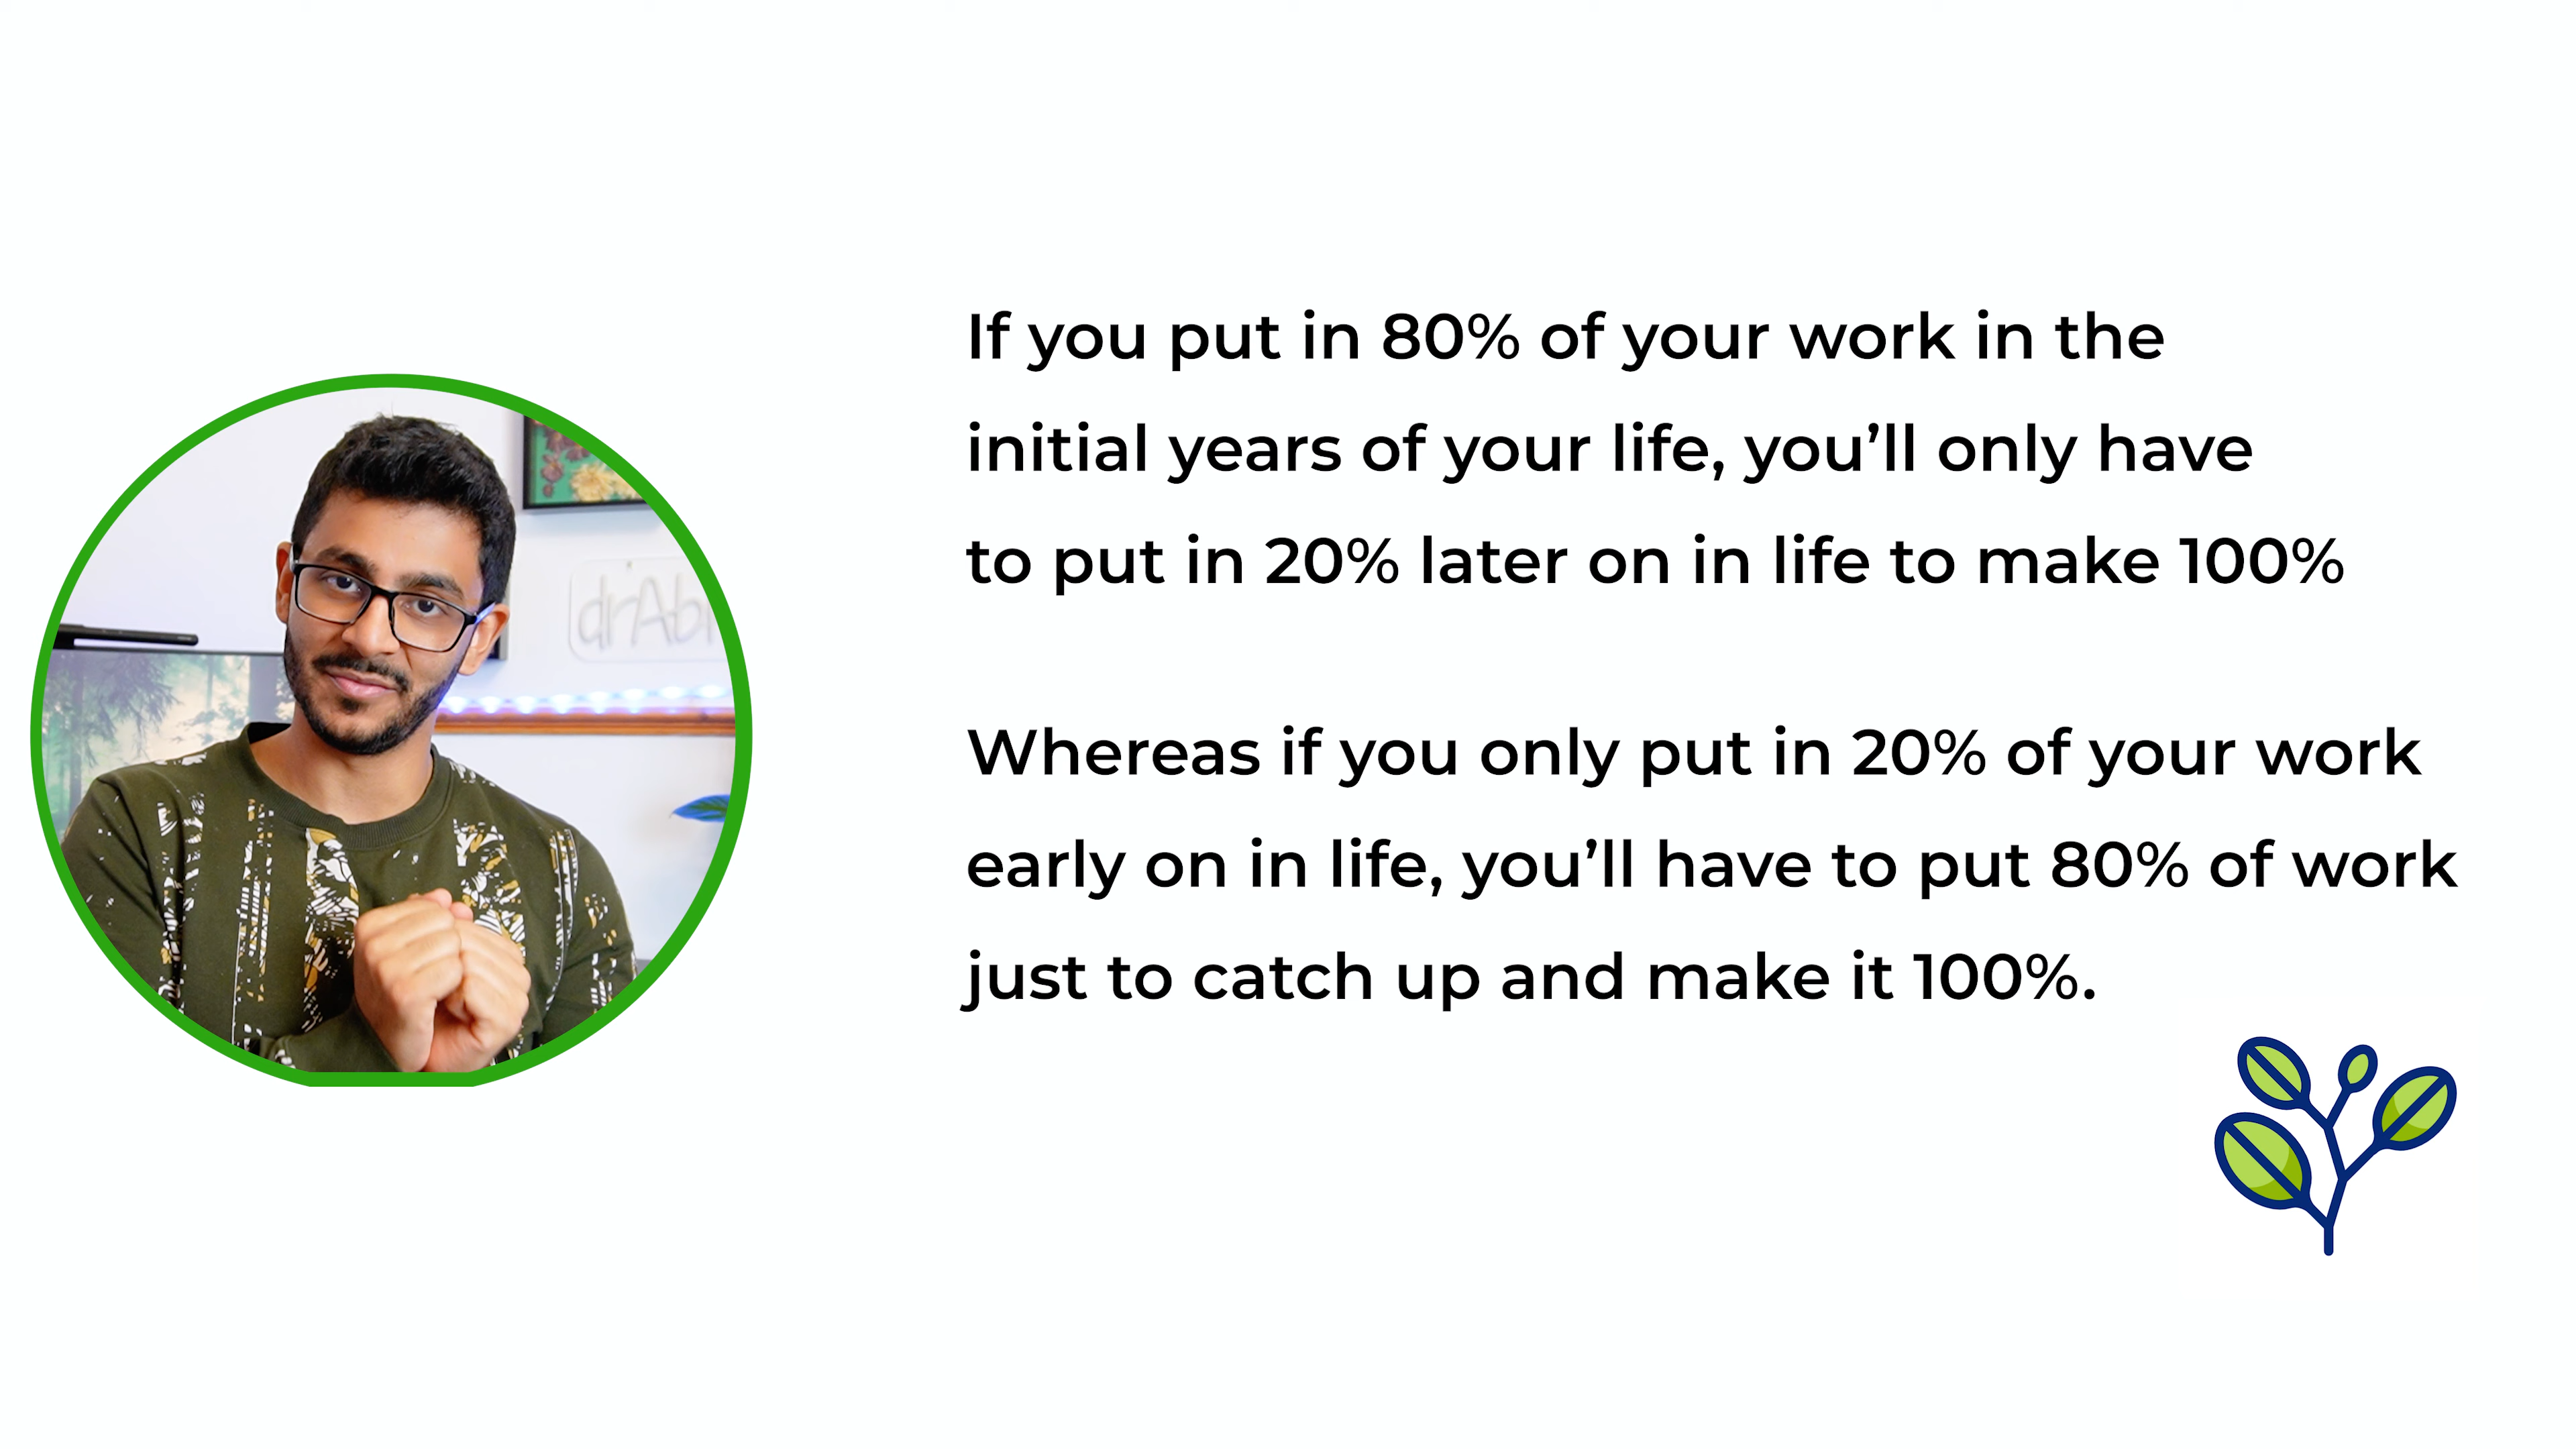 If you put in 80% of your work in the
initial years of your life, you’ll only have
to put in 20% later on in life to make 100%
Whereas if you only put in 20% of your work
early on in life, you’ll have to put 80% of work
just to catch up and make it 100%.